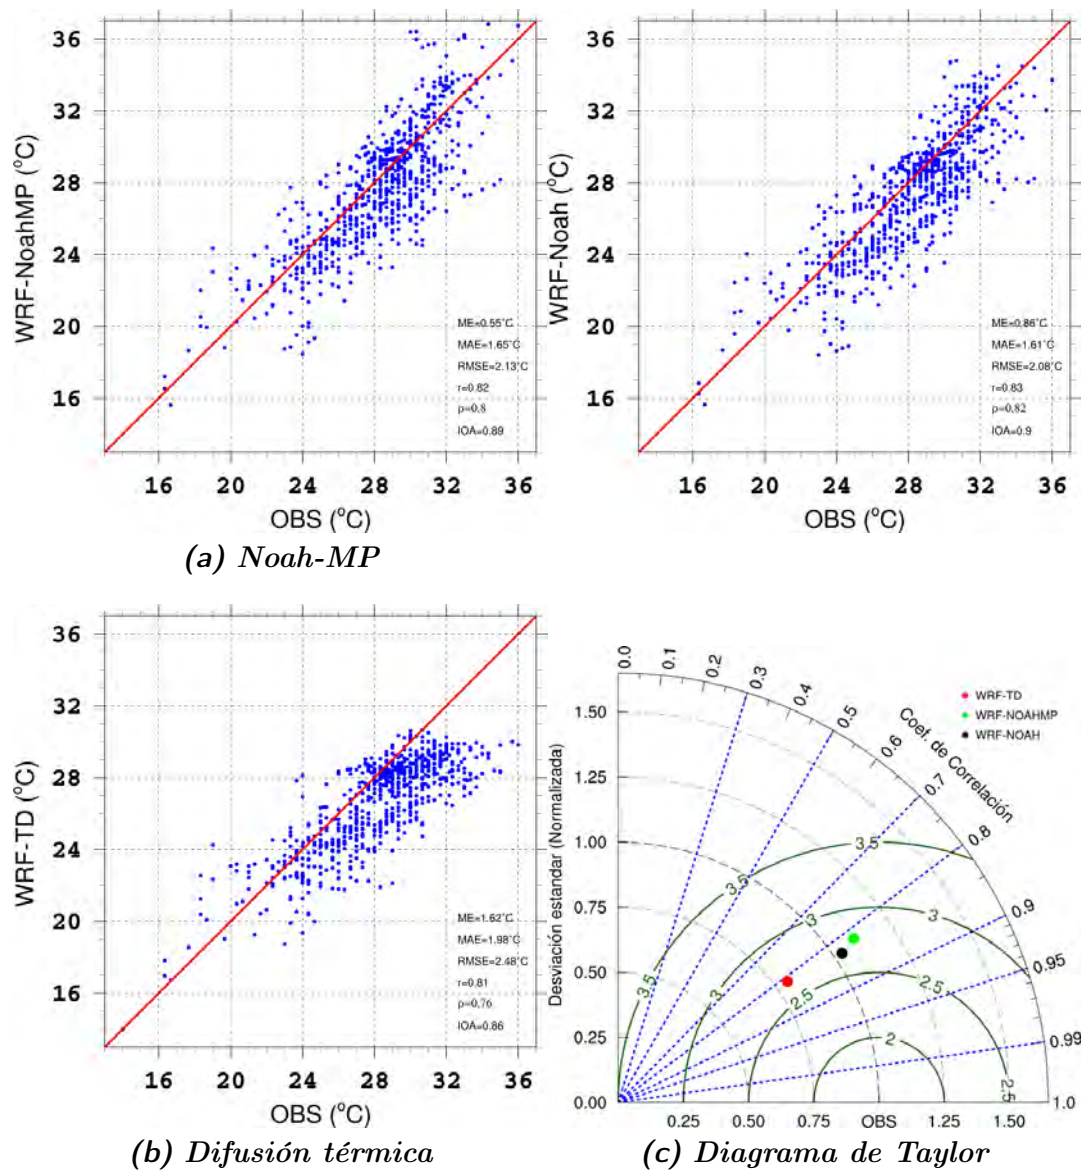 WRF-NoahMP (°C)
36
32
28
24
20
16
ME=0.55°C
MAE=1.65°C
RMSE=2.13°C
r=0.82
ρ=0.8
IOA=0.89
16 20 24 28 32 36
OBS (°C)
WRF-Noah (°C)
36
32
28
24
20
16
ME=0.86°C
MAE=1.61°C
RMSE=2.08°C
r=0.83
ρ=0.82
IOA=0.9
16 20 24 28 32 36
OBS (°C)
(a) Noah-MP
WRF-TD (°C)
36
32
28
24
20
16
ME=1.62°C
MAE=1.98°C
RMSE=2.48°C
r=0.81
ρ=0.76
IOA=0.86
16 20 24 28 32 36
OBS (°C)
(b) Difusión térmica
Desviación estandar (Normalizada)
1.50
1.25
1.00
0.75
0.50
0.25
0.00
0.25 0.50 0.75 OBS 1.25 1.50
0.0 0.1 0.2 0.3 0.4 0.5 0.6 0.7 0.8 0.9 0.95 0.99 1.0
Coef. de Correlación
WRF-TD
WRF-NOAHMP
WRF-NOAH
3.5
3.5
3.5
3
3
3
2.5
2.5
2.5
2.5
2
(c) Diagrama de Taylor